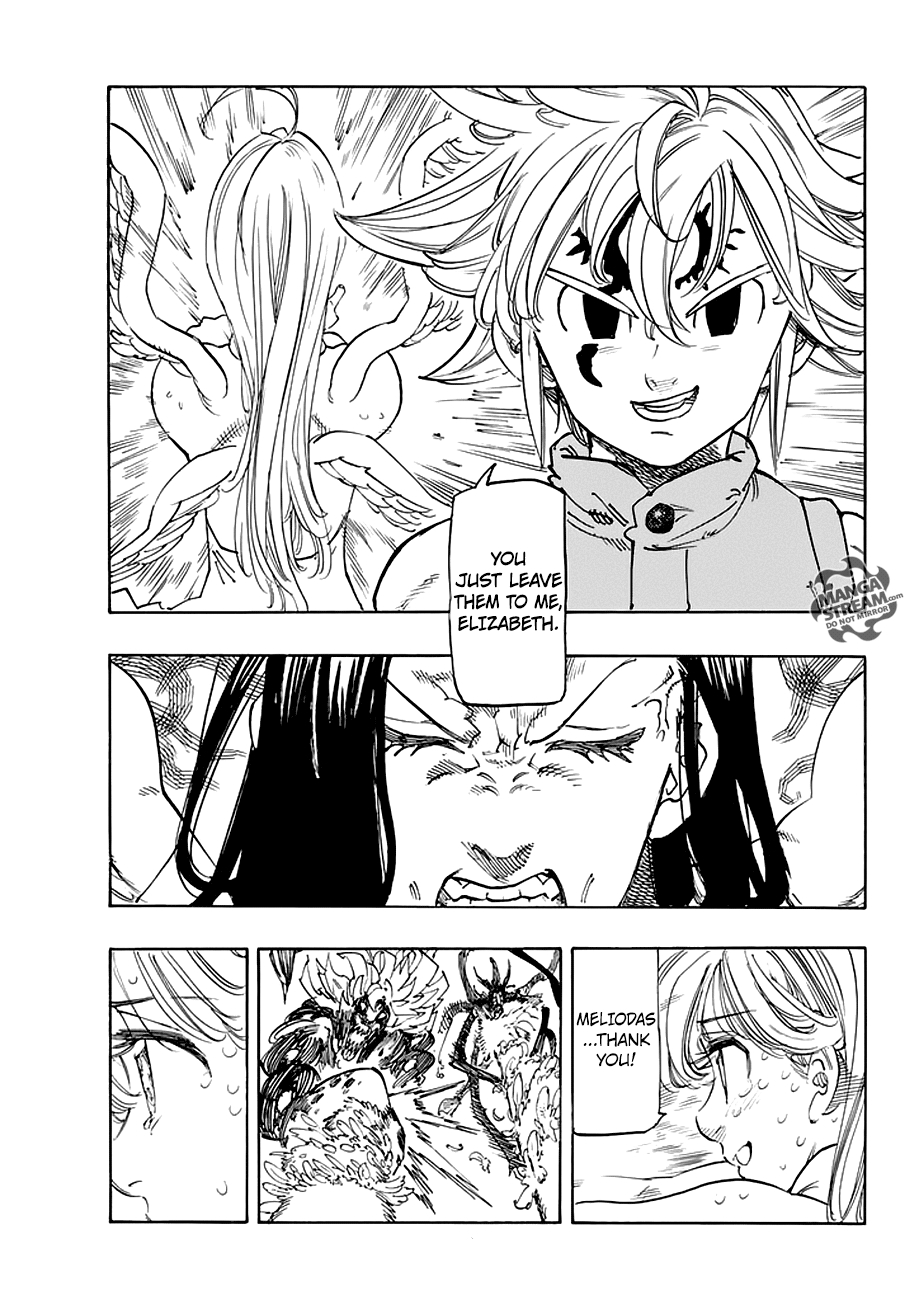 YOU
JUST LEAVE
THEM TO ME,
ELIZABETH.
MANGA
STREAM.com
DO NOT MIRROR
MELIODAS
...THANK
YOU!